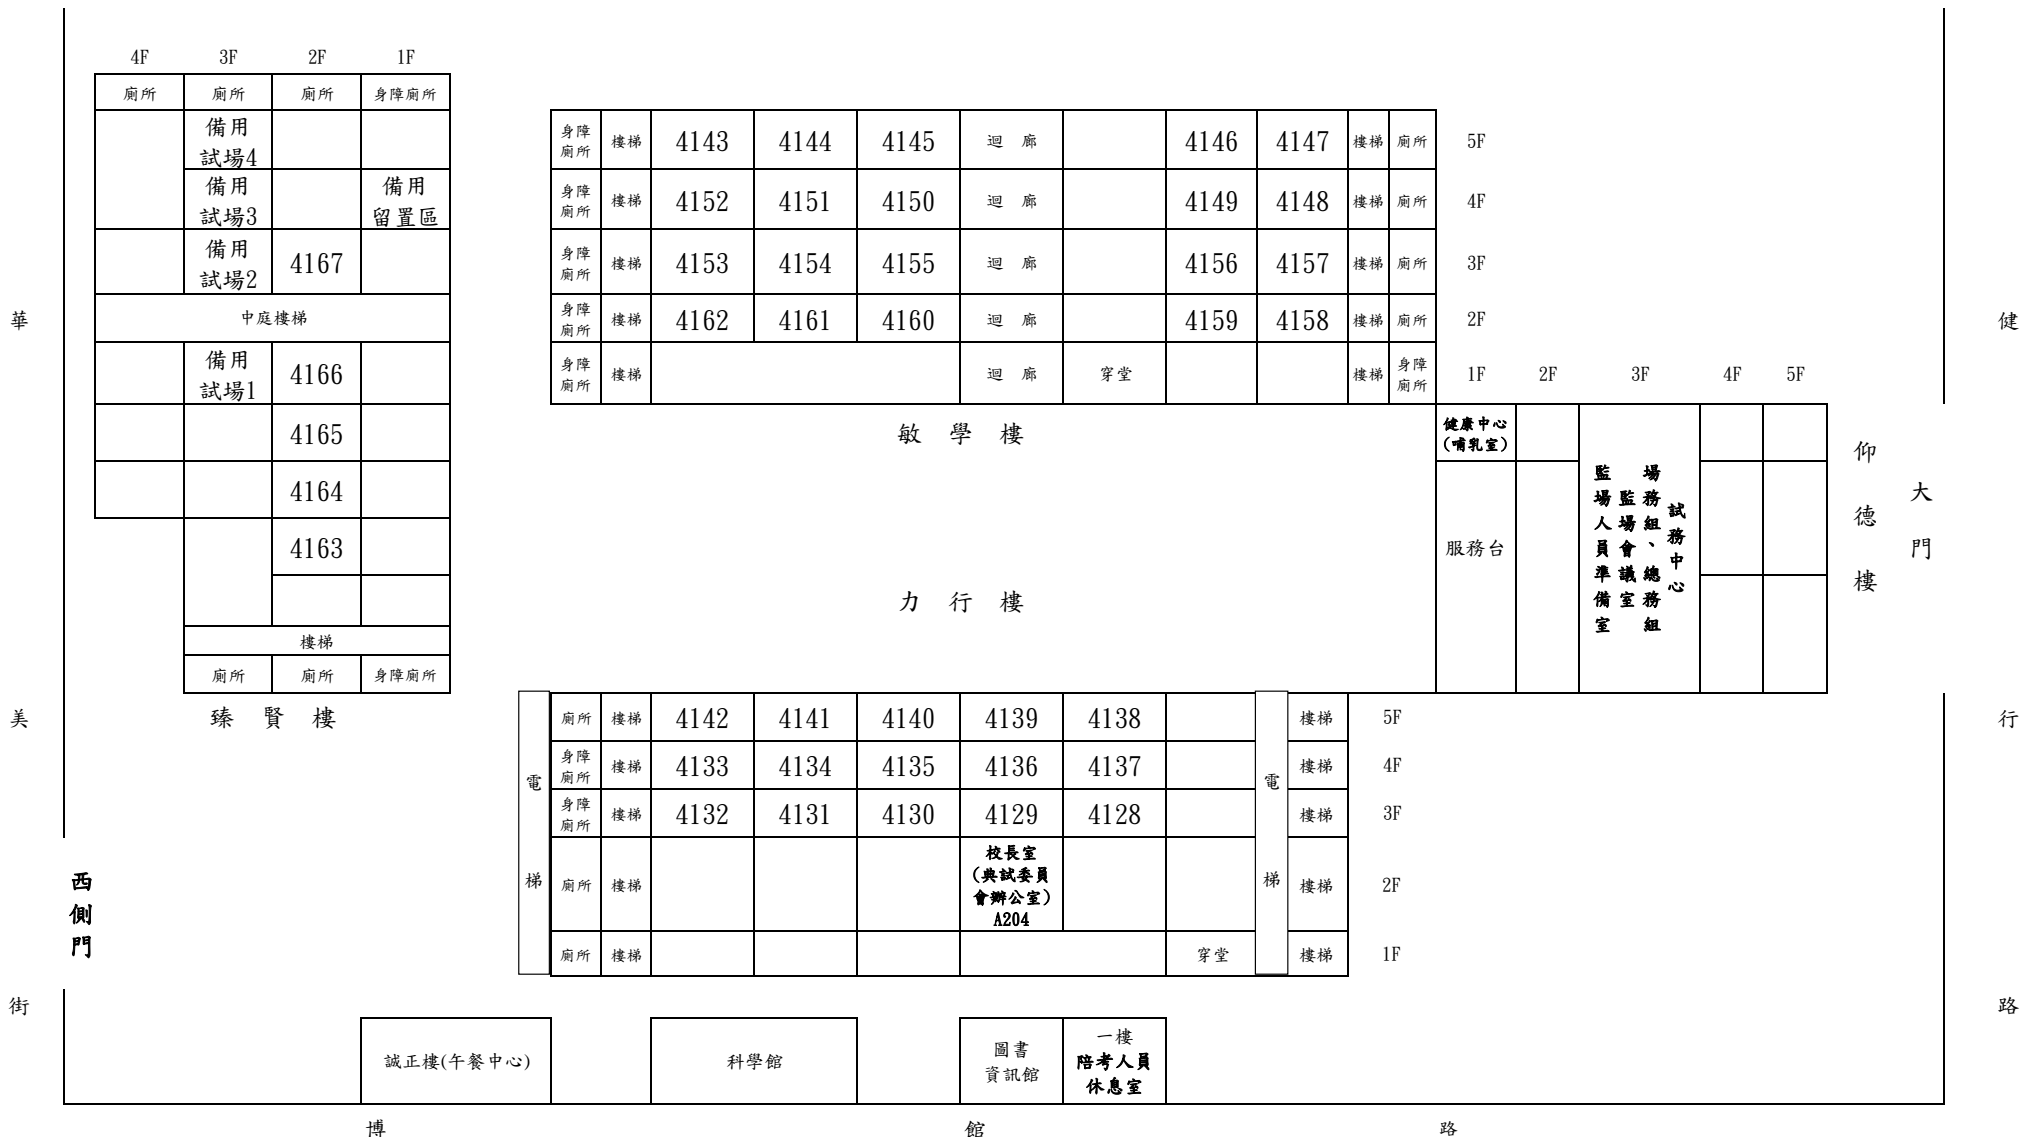 4F 3F 2F 1F
廁所 廁所 廁所 身障廁所
備用
試場4
備用
試場3
備用
留置區
備用
試場2
4167
中庭樓梯
備用
試場1
4166
4165
4164
4163
樓梯
廁所 廁所 身障廁所
臻賢樓
身障
廁所
樓梯 4143 4144 4145 迴廊 4146 4147 樓梯 廁所 5F
身障
廁所
樓梯 4152 4151 4150 迴廊 4149 4148 樓梯 廁所 4F
身障
廁所
樓梯 4153 4154 4155 迴廊 4156 4157 樓梯 廁所 3F
身障
廁所
樓梯 4162 4161 4160 迴廊 4159 4158 樓梯 廁所 2F
身障
廁所
樓梯 迴廊 穿堂 樓梯
身障
廁所
1F 2F 3F 4F 5F
敏學樓
健康中心
(哺乳室)
服務台
試務中心
場務組、總務組
監場會議室
監場人員準備室
仰德樓
大門
力行樓
電梯
廁所 樓梯 4142 4141 4140 4139 4138 樓梯 5F
身障
廁所
樓梯 4133 4134 4135 4136 4137 樓梯 4F
身障
廁所
樓梯 4132 4131 4130 4129 4128 樓梯 3F
廁所 樓梯
校長室
(典試委員
會辦公室)
A204
樓梯 2F
廁所 樓梯 穿堂 樓梯 1F
電梯
西側門
誠正樓(午餐中心)
科學館
圖書
資訊館
一樓
陪考人員
休息室
華美街
健行路
博館路